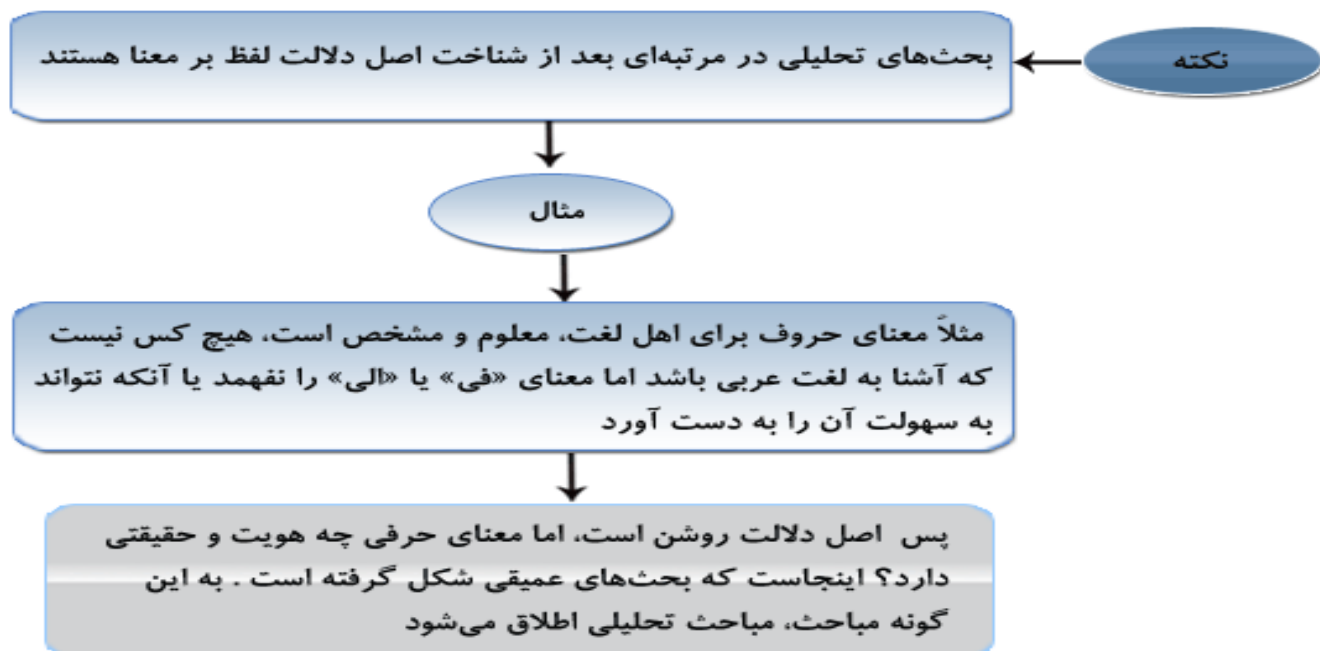 نکته
بحث‌های تحلیلی در مرتبه‌ای بعد از شناخت اصل دلالت لفظ بر معنا هستند
مثال
مثلاً معنای حروف برای اهل لغت، معلوم و مشخص است، هیچ کس نیست
که آشنا به لغت عربی باشد اما معنای «فی» یا «الی» را نفهمد یا آنکه نتواند
به سهولت آن را به دست آورد
پس اصل دلالت روشن است، اما معنای حرفی چه هویت و حقیقتی
دارد؟ اینجاست که بحث‌های عمیقی شکل گرفته است . به این
گونه مباحث، مباحث تحلیلی اطلاق می‌شود